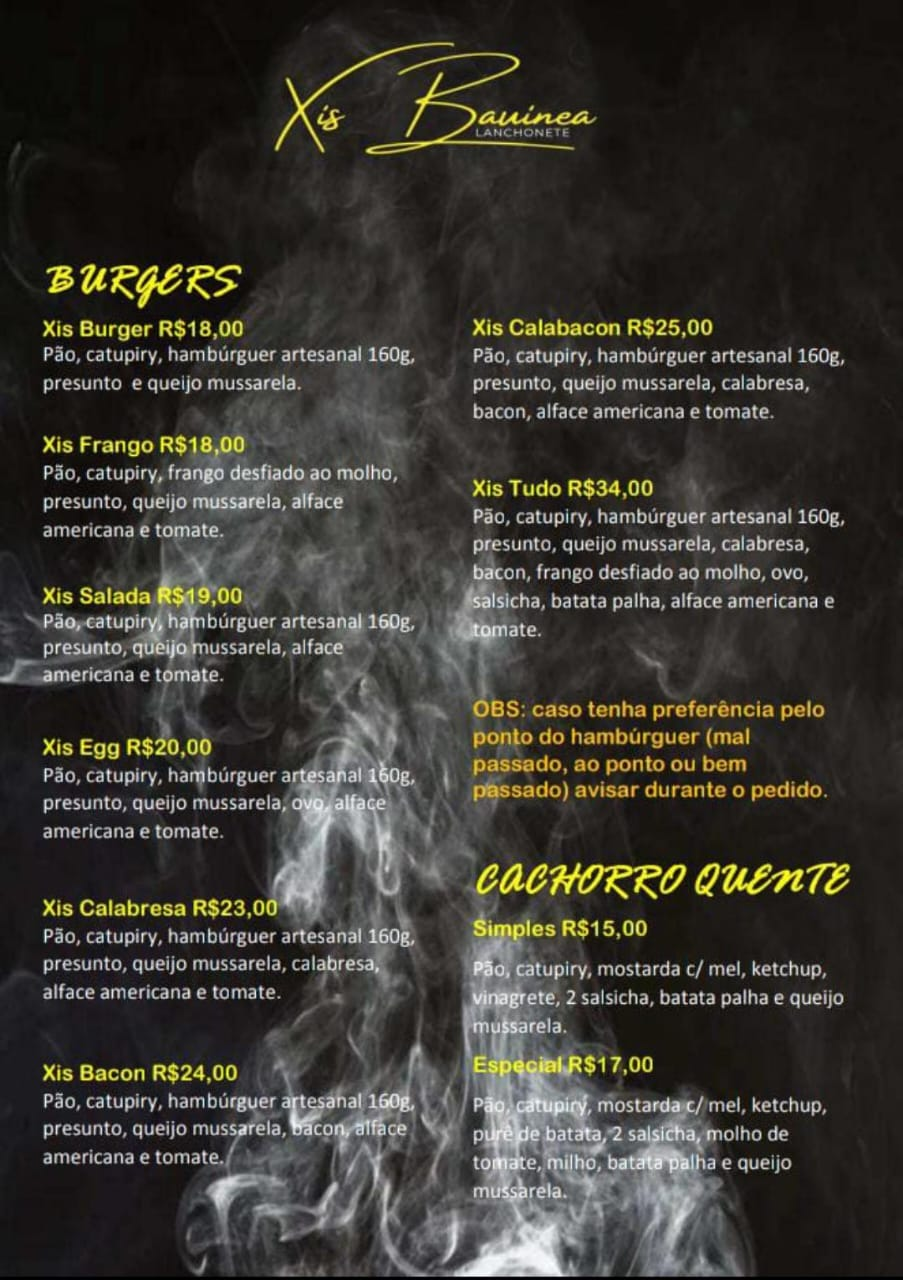 Xis Bauinea
LANCHONETE
BURGERS
Xis Burger R$18,00
Pão, catupiry, hambúrguer artesanal 160g,
presunto e queijo mussarela.
Xis Frango R$18,00
Pão, catupiry, frango desfiado ao molho,
presunto, queijo mussarela, alface
americana e tomate.
Xis Salada R$19,00
Pão, catupiry, hambúrguer artesanal 160g,
presunto, queijo mussarela, alface
americana e tomate.
Xis Egg R$20,00
Pão, catupiry, hambúrguer artesanal 160g,
presunto, queijo mussarela, ovo, alface
americana e tomate.
Xis Calabresa R$23,00
Pão, catupiry, hambúrguer artesanal 160g,
presunto, queijo mussarela, calabresa,
alface americana e tomate.
Xis Bacon R$24,00
Pão, catupiry, hambúrguer artesanal 160g,
presunto, queijo mussarela, bacon, alface
americana e tomate.
Xis Calabacon R$25,00
Pão, catupiry, hambúrguer artesanal 160g,
presunto, queijo mussarela, calabresa,
bacon, alface americana e tomate.
Xis Tudo R$34,00
Pão, catupiry, hambúrguer artesanal 160g,
presunto, queijo mussarela, calabresa,
bacon, frango desfiado ao molho, ovo,
salsicha, batata palha, alface americana e
tomate.
OBS: caso tenha preferência pelo
ponto do hambúrguer (mal
passado, ao ponto ou bem
passado) avisar durante o pedido.
CACHORRO QUENTE
Simples R$15,00
Pão, catupiry, mostarda c/ mel, ketchup,
vinagrete, 2 salsicha, batata palha e queijo
mussarela.
Especial R$17,00
Pão, catupiry, mostarda c/ mel, ketchup,
purê de batata, 2 salsicha, molho de
tomate, milho, batata palha e queijo
mussarela.